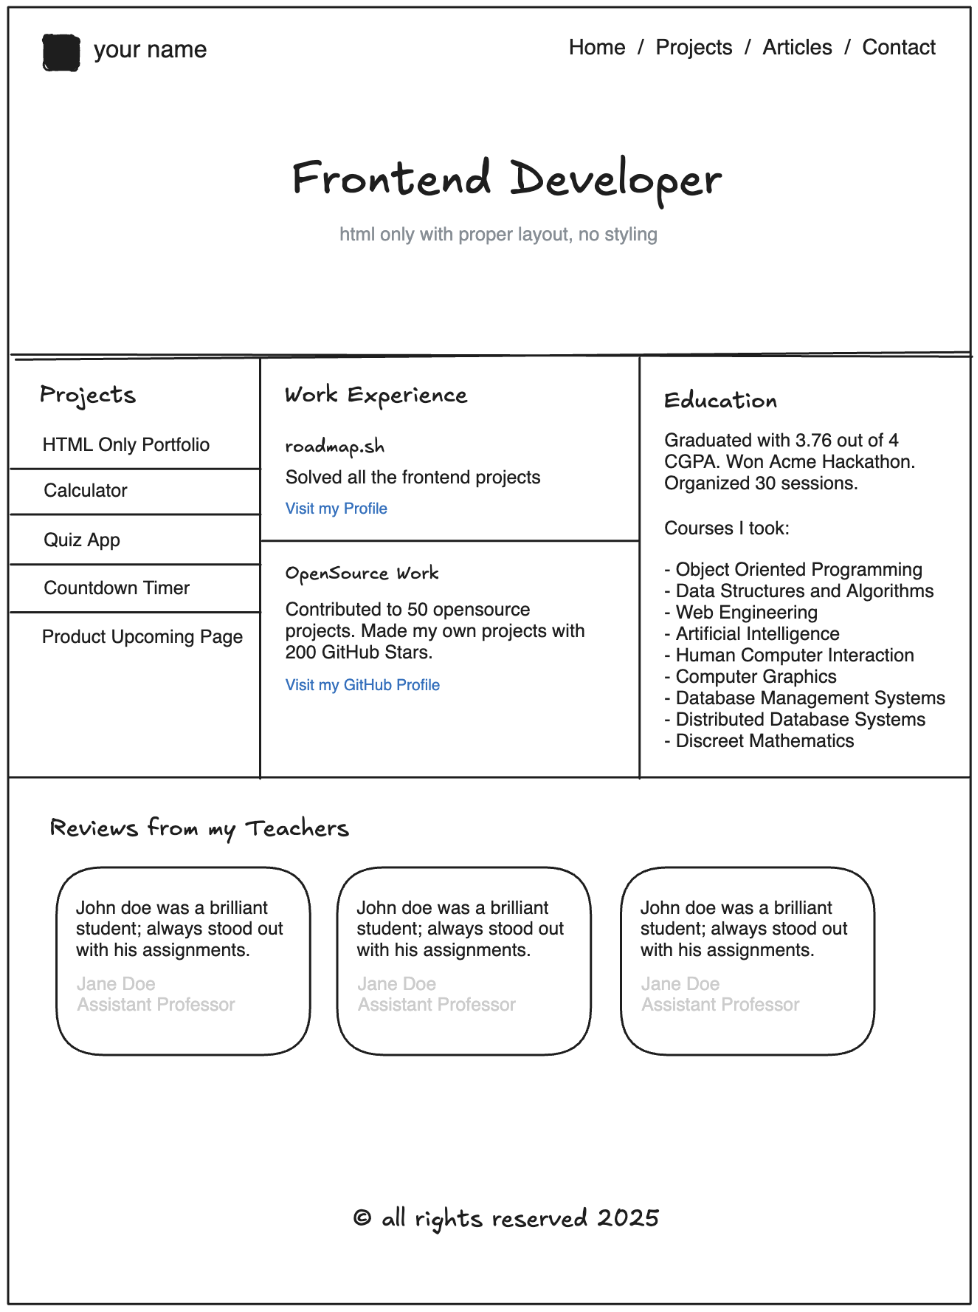 your name
Home / Projects / Articles / Contact
Frontend Developer
html only with proper layout, no styling
Projects
HTML Only Portfolio
Calculator
Quiz App
Countdown Timer
Product Upcoming Page
Work Experience
roadmap.sh
Solved all the frontend projects
Visit my Profile
OpenSource Work
Contributed to 50 opensource
projects. Made my own projects with
200 GitHub Stars.
Visit my GitHub Profile
Education
Graduated with 3.76 out of 4
CGPA. Won Acme Hackathon.
Organized 30 sessions.
Courses I took:
- Object Oriented Programming
- Data Structures and Algorithms
- Web Engineering
- Artificial Intelligence
- Human Computer Interaction
- Computer Graphics
- Database Management Systems
- Distributed Database Systems
- Discreet Mathematics
Reviews from my Teachers
John doe was a brilliant
student; always stood out
with his assignments.
Jane Doe
Assistant Professor
John doe was a brilliant
student; always stood out
with his assignments.
Jane Doe
Assistant Professor
John doe was a brilliant
student; always stood out
with his assignments.
Jane Doe
Assistant Professor
© all rights reserved 2025